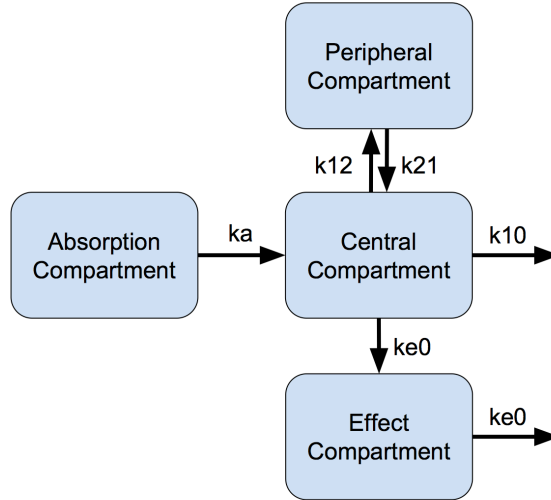 Peripheral
Compartment
k12
k21
Absorption
Compartment
ka
Central
Compartment
k10
ke0
Effect
Compartment
ke0